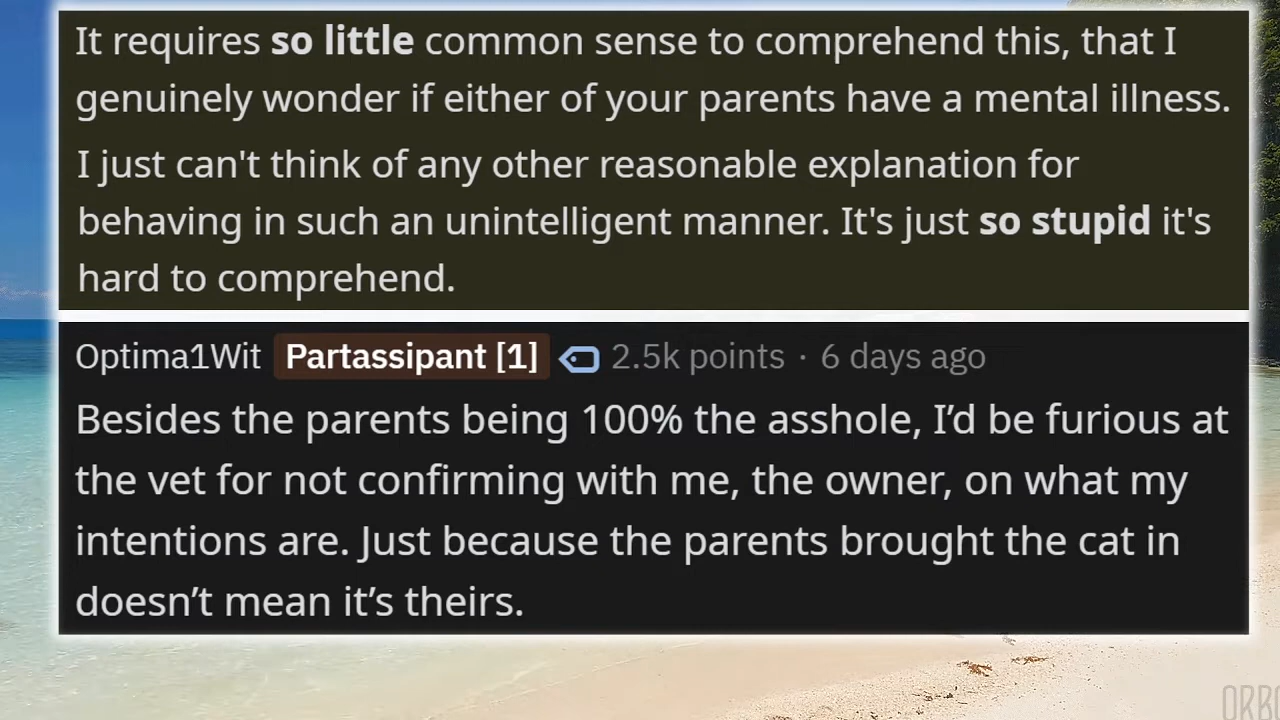 It requires so little common sense to comprehend this, that I
genuinely wonder if either of your parents have a mental illness.
I just can't think of any other reasonable explanation for
behaving in such an unintelligent manner. It's just so stupid it's
hard to comprehend.
Optima1Wit Partassipant [1] 2.5k points · 6 days ago
Besides the parents being 100% the asshole, I’d be furious at
the vet for not confirming with me, the owner, on what my
intentions are. Just because the parents brought the cat in
doesn’t mean it’s theirs.